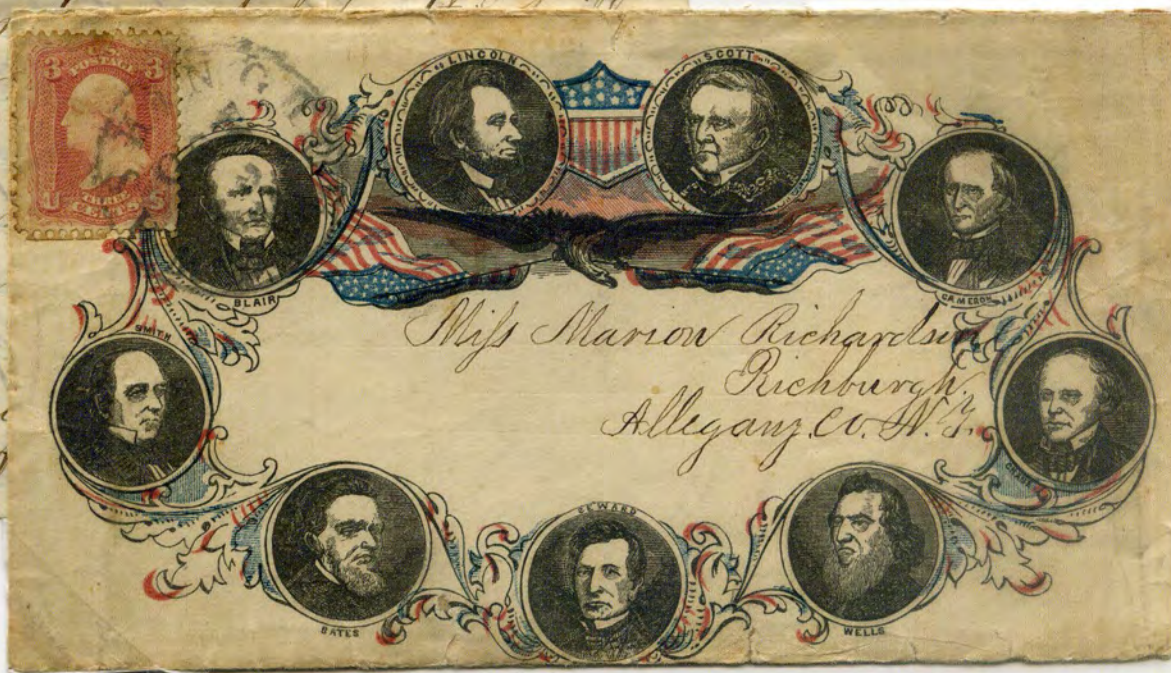 3 U.S. 3
POSTAGE
U THREE S
CENTS
LINCOLN
SCOTT
BLAIR
CAMERON
SMITH
Miss Marion Richardson
Richburgh
Allegany. Co. N.Y.
SEWARD
BATES
WELLS